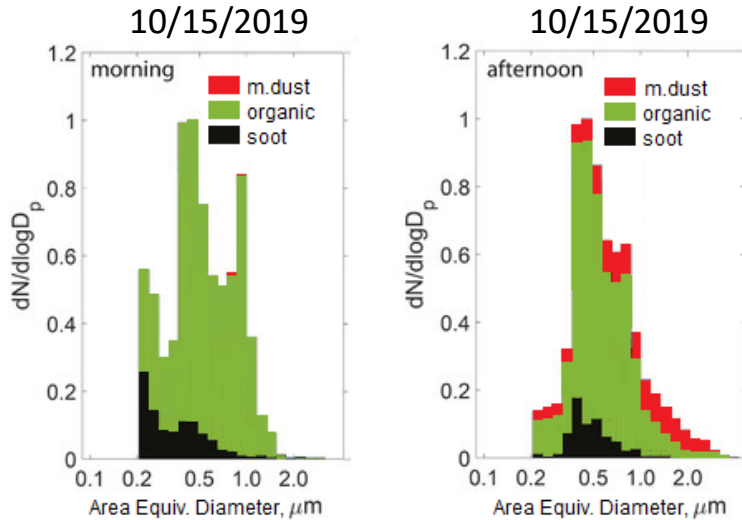 10/15/2019
morning
m.dust
organic
soot
1.2
1
0.8
0.6
0.4
0.2
0
dN/dlogDp
0.1 0.2 0.5 1.0 2.0
Area Equiv. Diameter, μm
10/15/2019
afternoon
m.dust
organic
soot
1.2
1
0.8
0.6
0.4
0.2
0
dN/dlogDp
0.1 0.2 0.5 1.0 2.0
Area Equiv. Diameter, μm